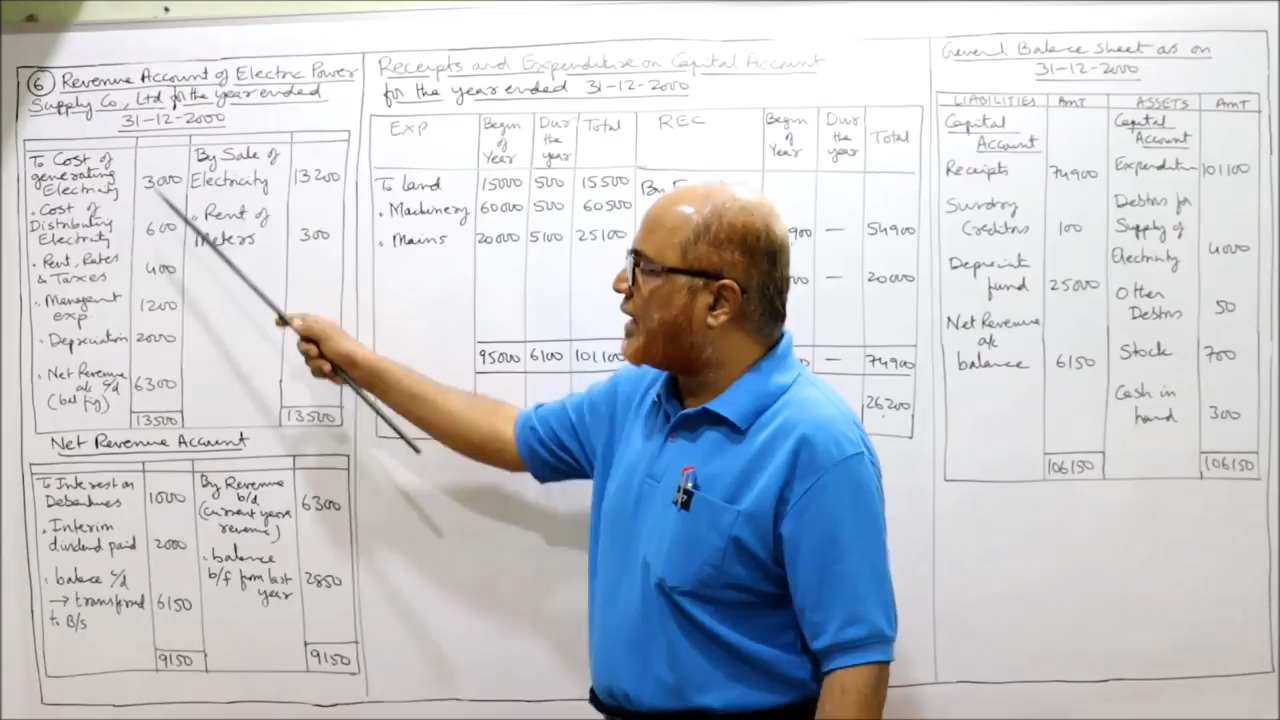 ⑥ Revenue Account of Electric Power
Supply Co, Ltd for the year ended
31-12-2000
To Cost of
generating
Electricity 3000
By Sale of
Electricity 13200
" Cost of
Distributing
Electricity 600
" Rent of
Meters 300
" Rent, Rates
& Taxes 400
" Management
exp. 1200
" Depreciation 2000
" Net Revenue
a/c c/d
(bal fig) 6300
13500 13500
Net Revenue Account
To Interest on
Debentures 1000
By Revenue
b/d
(current years
revenue) 6300
" Interim
dividend paid 2000
" balance
b/f from last
year 2850
" balance c/d
→ transferred
to B/S 6150
9150 9150
Receipts and Expenditure on Capital Account
for the year ended 31-12-2000
EXP Begin of Year Dur the year Total REC Begin of Year Dur the year Total
To Land 15000 500 15500 By
" Machinery 60000 500 60500
" Mains 20000 5100 25100 900 — 54900
— 20000
95000 6100 101100 — 74900
26,200
General Balance Sheet as on
31-12-2000
LIABILITIES AMT ASSETS AMT
Capital
Account
Receipts 74900
Sundry
Creditors 100
Depreciat
fund 25000
Net Revenue
a/c
balance 6150
106150
Capital
Account
Expenditure 101100
Debtors for
Supply of
Electricity 4000
Other
Debtors 50
Stock 700
Cash in
hand 300
106150